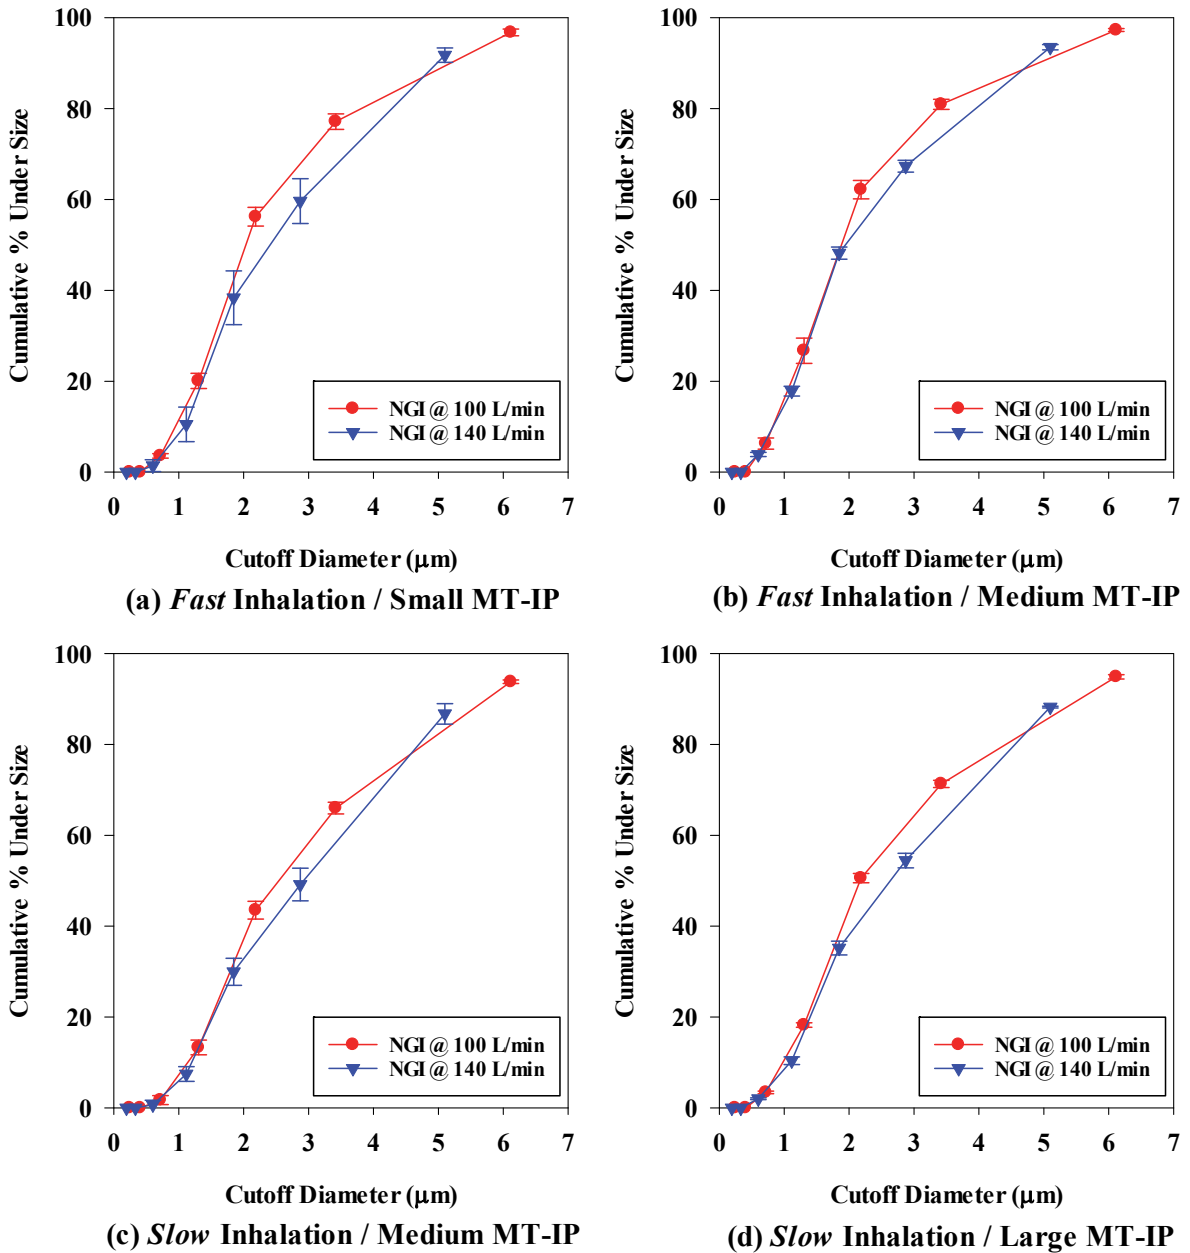 Cumulative % Under Size
100
80
60
40
20
0
NGI @ 100 L/min
NGI @ 140 L/min
0 1 2 3 4 5 6 7
Cutoff Diameter (μm)
(a) Fast Inhalation / Small MT-IP
Cumulative % Under Size
100
80
60
40
20
0
NGI @ 100 L/min
NGI @ 140 L/min
0 1 2 3 4 5 6 7
Cutoff Diameter (μm)
(b) Fast Inhalation / Medium MT-IP
Cumulative % Under Size
100
80
60
40
20
0
NGI @ 100 L/min
NGI @ 140 L/min
0 1 2 3 4 5 6 7
Cutoff Diameter (μm)
(c) Slow Inhalation / Medium MT-IP
Cumulative % Under Size
100
80
60
40
20
0
NGI @ 100 L/min
NGI @ 140 L/min
0 1 2 3 4 5 6 7
Cutoff Diameter (μm)
(d) Slow Inhalation / Large MT-IP